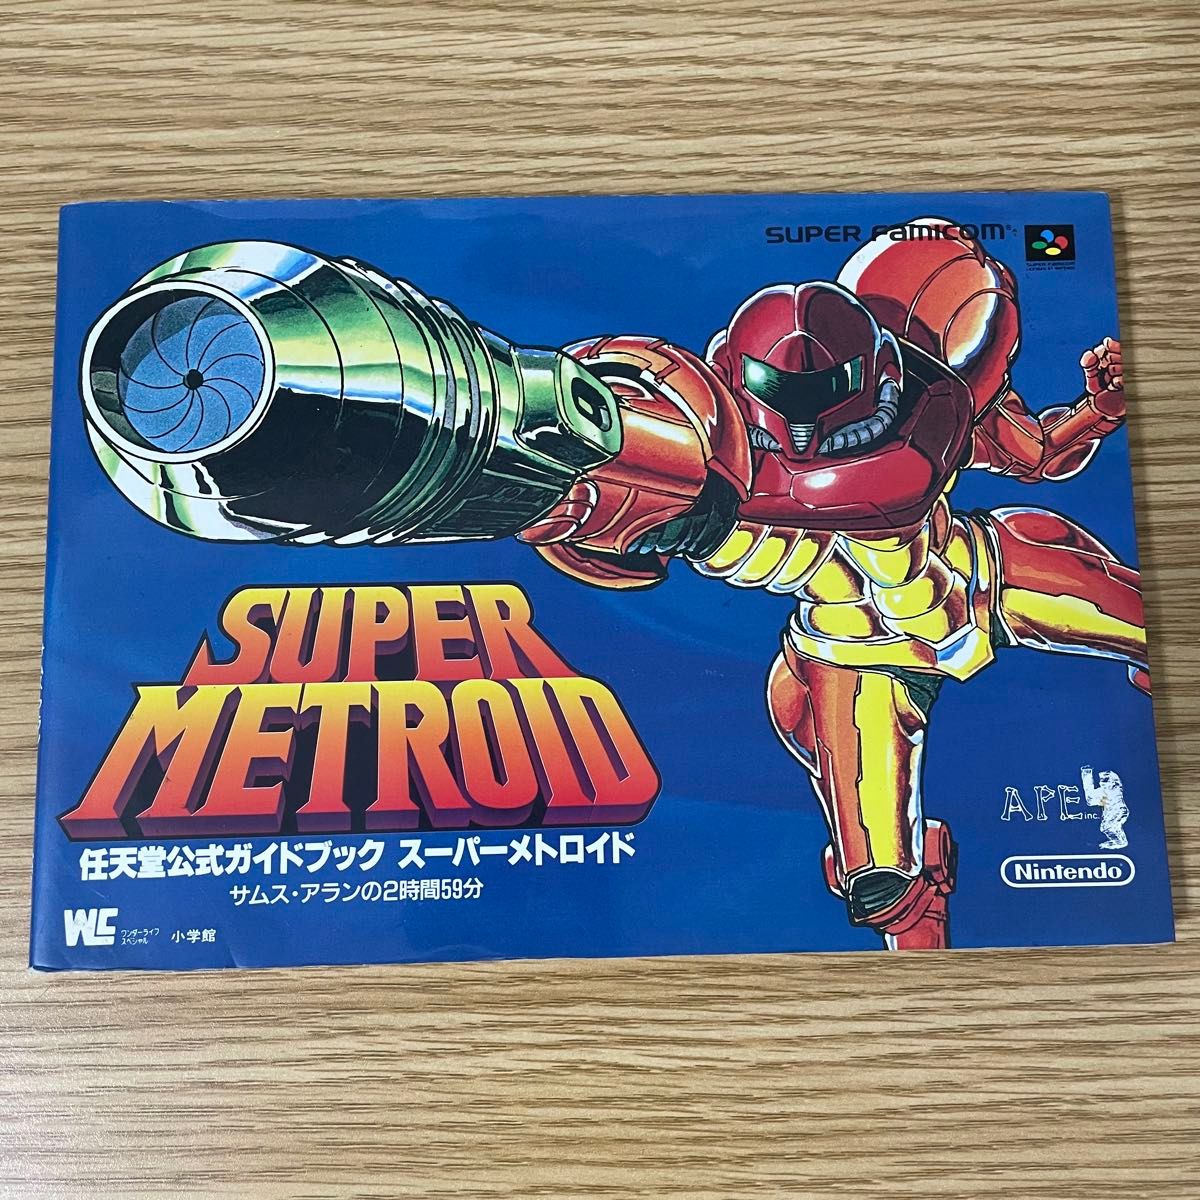 SUPER FAMICOM
SUPER
METROID
任天堂公式ガイドブック スーパーメトロイド
サムス・アランの2時間59分
WL
ワンダーライフ
スペシャル
小学館
APE inc.
Nintendo